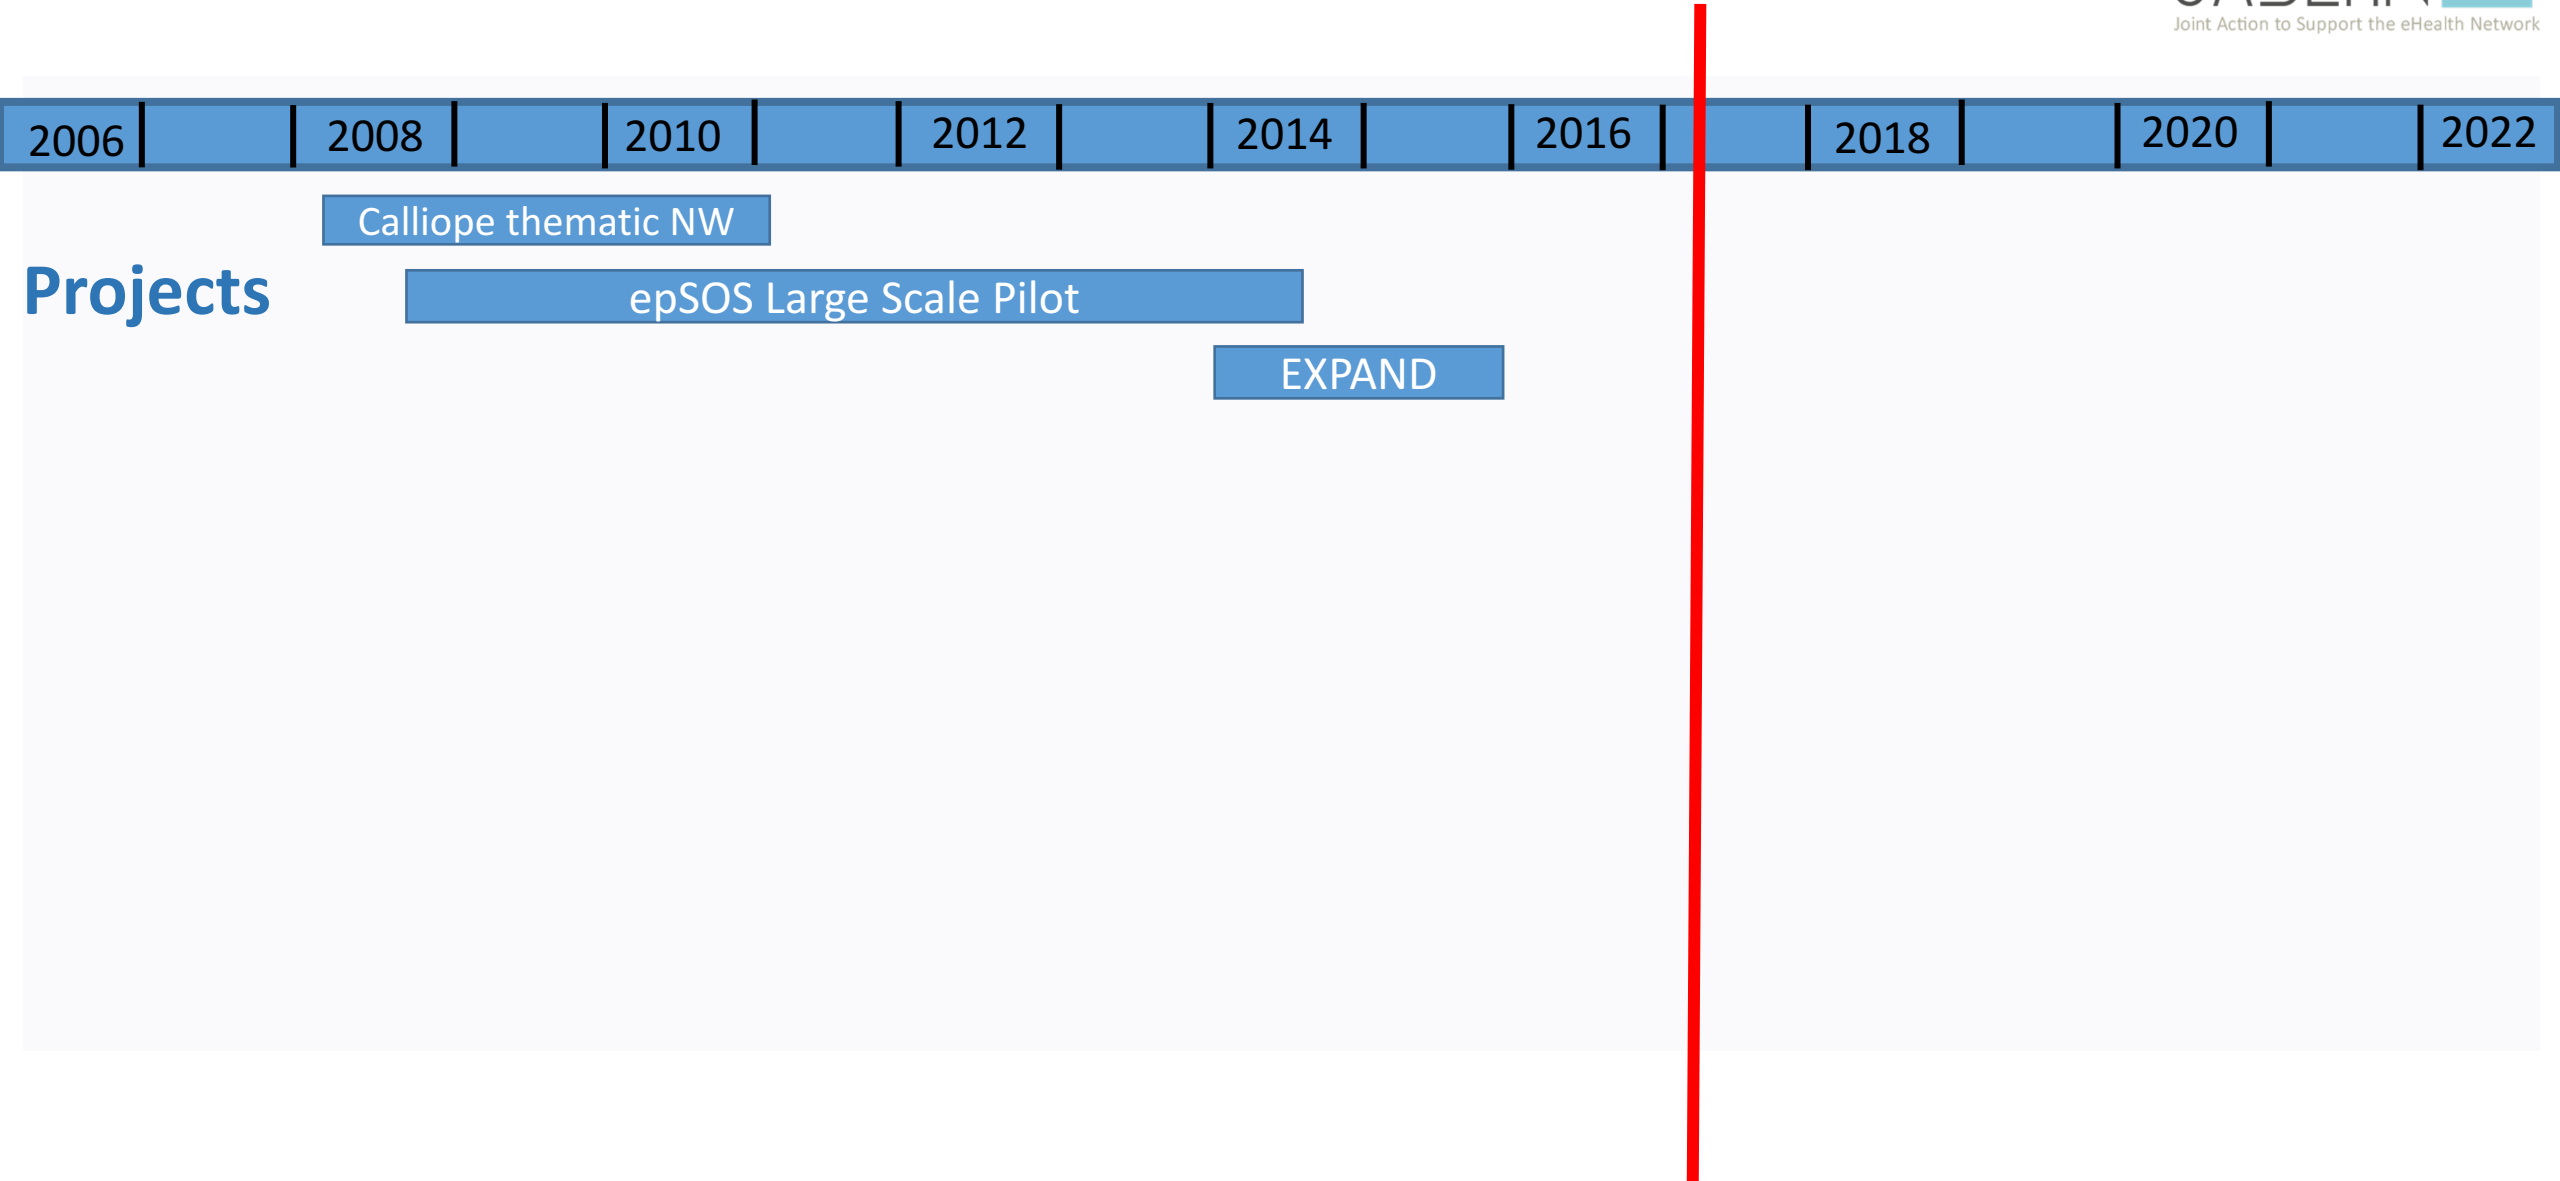 Joint Action to Support the eHealth Network
2006 2008 2010 2012 2014 2016 2018 2020 2022
Calliope thematic NW
Projects
epSOS Large Scale Pilot
EXPAND